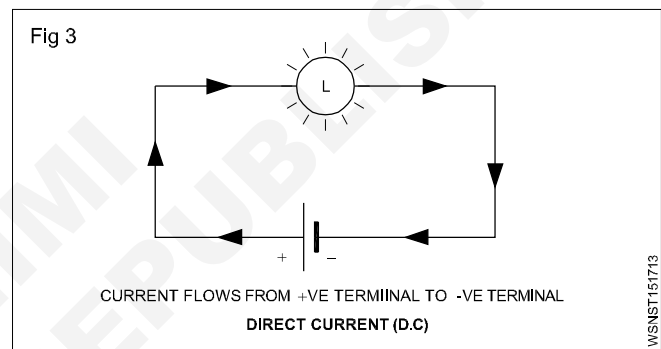 Fig 3
L
+ –
CURRENT FLOWS FROM +VE TERMIINAL TO -VE TERMINAL
DIRECT CURRENT (D.C)
WSNST151713